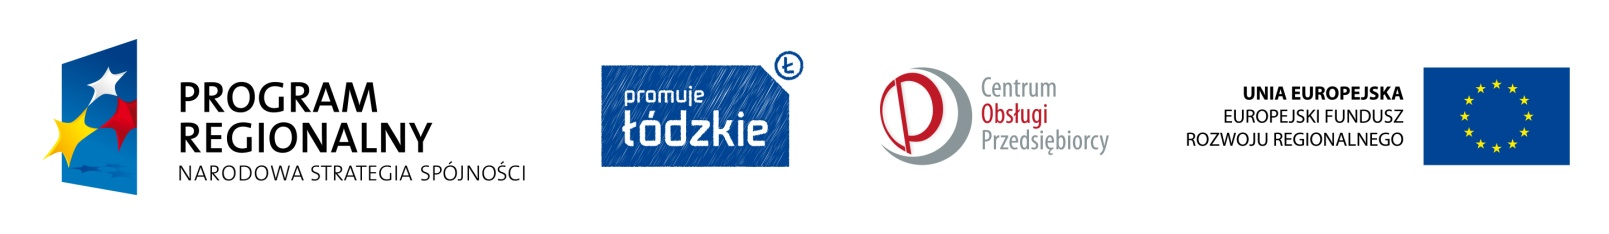 PROGRAM
REGIONALNY
NARODOWA STRATEGIA SPÓJNOŚCI
Ł
promuje
łódzkie
Centrum
Obsługi
Przedsiębiorcy
UNIA EUROPEJSKA
EUROPEJSKI FUNDUSZ
ROZWOJU REGIONALNEGO